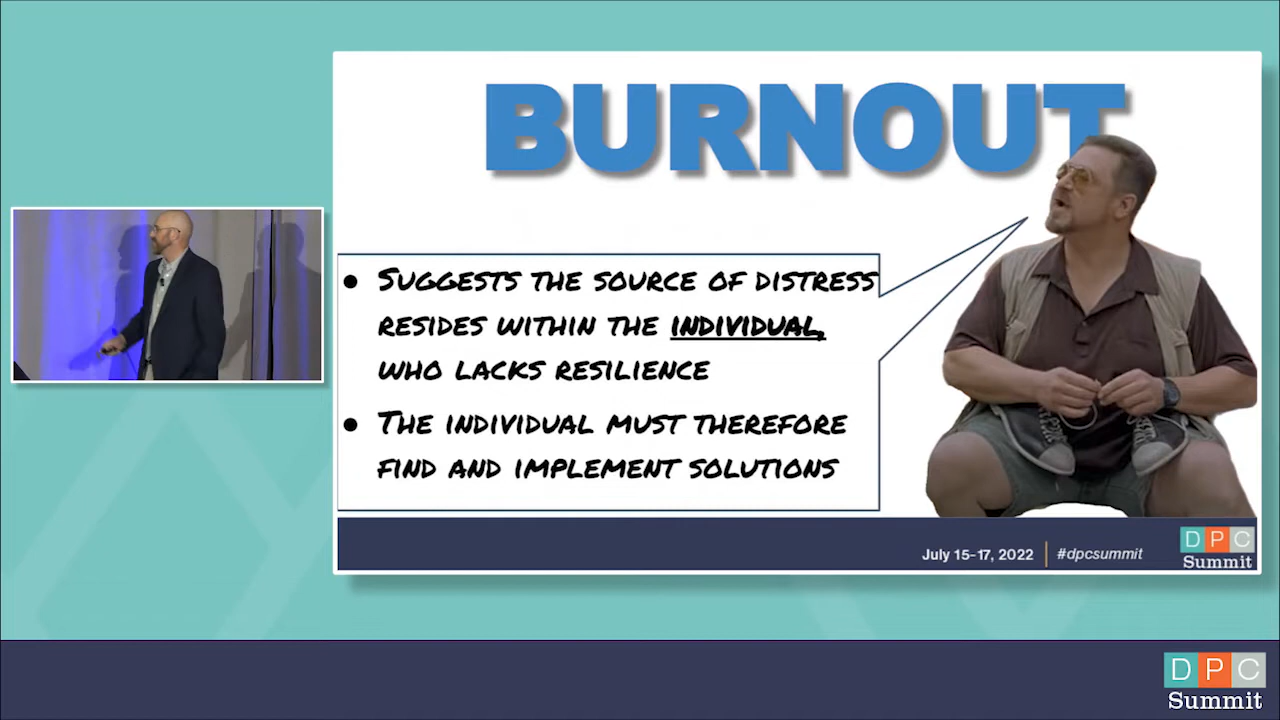 BURNOUT
● SUGGESTS THE SOURCE OF DISTRESS
RESIDES WITHIN THE INDIVIDUAL,
WHO LACKS RESILIENCE
● THE INDIVIDUAL MUST THEREFORE
FIND AND IMPLEMENT SOLUTIONS
July 15-17, 2022 | #dpcsummit
DPC
Summit
DPC
Summit